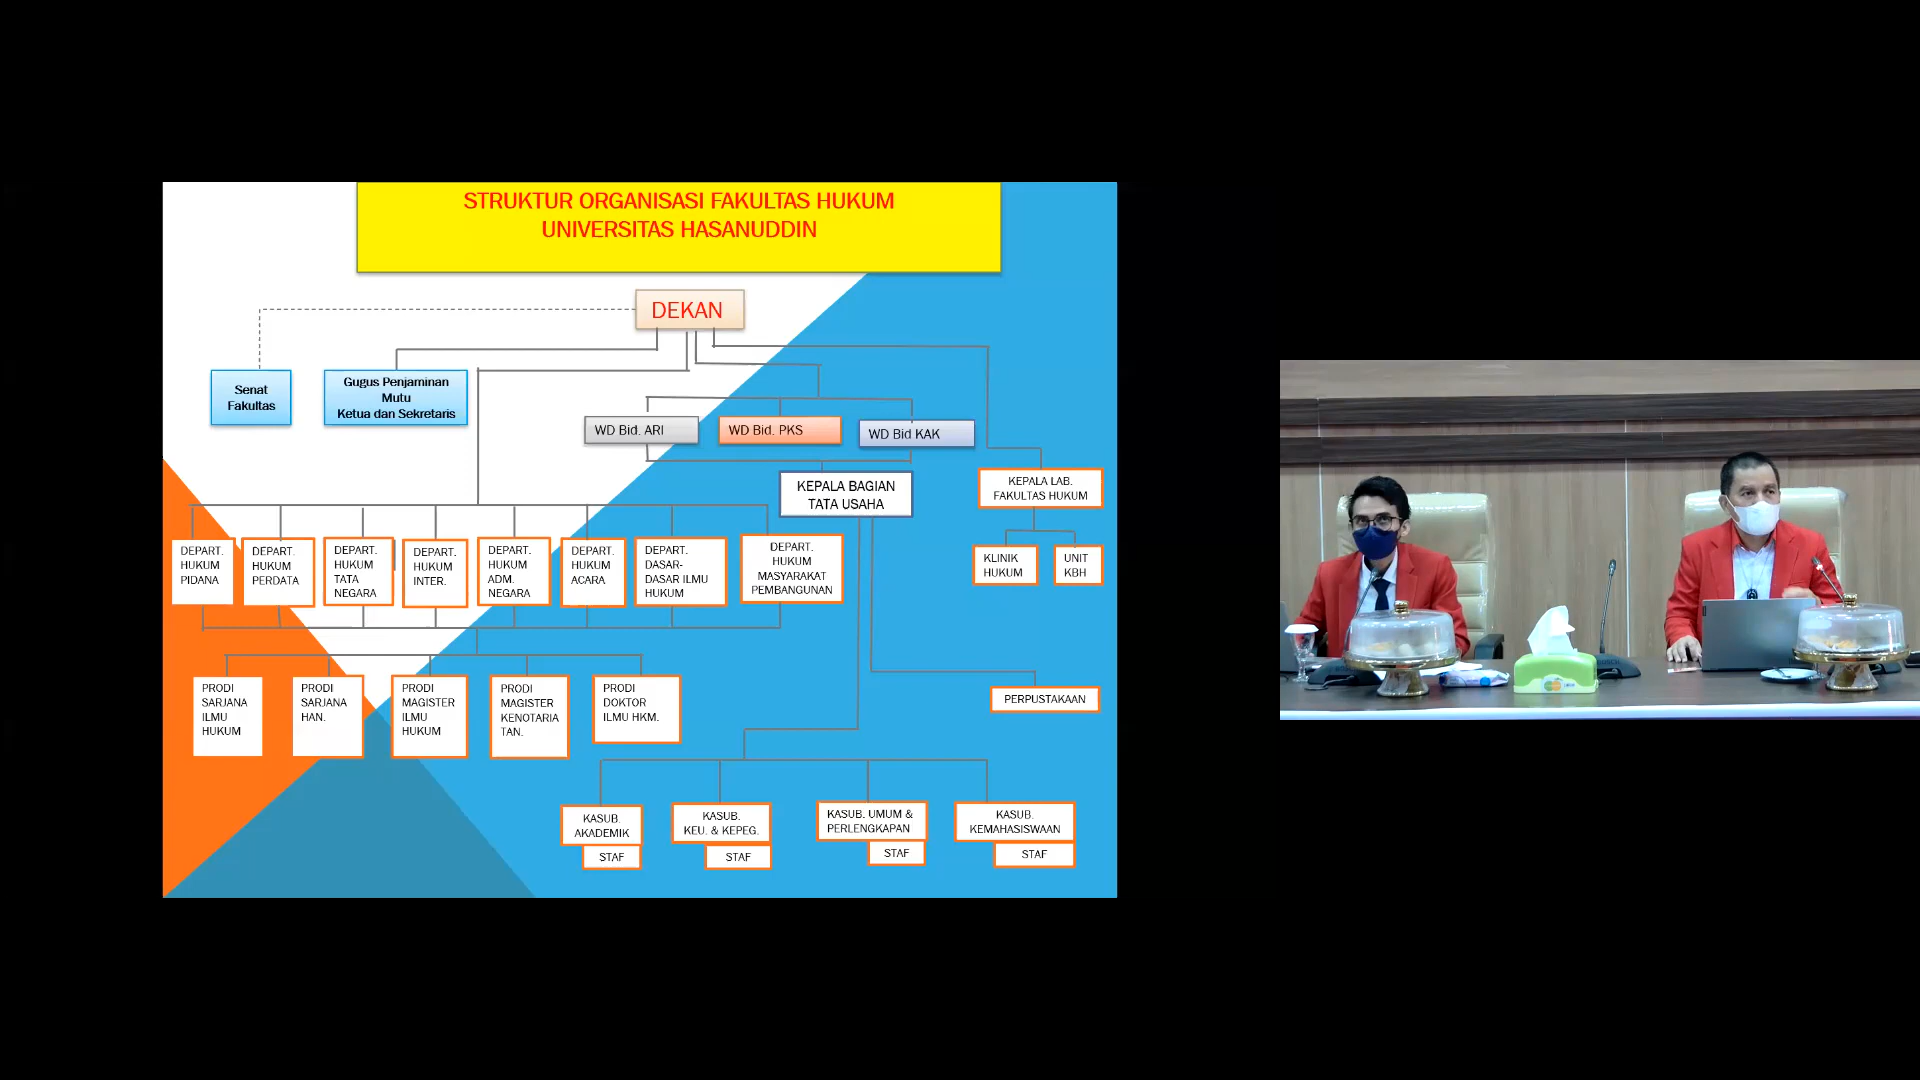 STRUKTUR ORGANISASI FAKULTAS HUKUM
UNIVERSITAS HASANUDDIN
DEKAN
Senat
Fakultas
Gugus Penjaminan
Mutu
Ketua dan Sekretaris
WD Bid. ARI
WD Bid. PKS
WD Bid KAK
KEPALA BAGIAN
TATA USAHA
KEPALA LAB.
FAKULTAS HUKUM
KLINIK
HUKUM
UNIT
KBH
DEPART.
HUKUM
PIDANA
DEPART.
HUKUM
PERDATA
DEPART.
HUKUM
TATA
NEGARA
DEPART.
HUKUM
INTER.
DEPART.
HUKUM
ADM.
NEGARA
DEPART.
HUKUM
ACARA
DEPART.
DASAR-
DASAR ILMU
HUKUM
DEPART.
HUKUM
MASYARAKAT
PEMBANGUNAN
PRODI
SARJANA
ILMU
HUKUM
PRODI
SARJANA
HAN.
PRODI
MAGISTER
ILMU
HUKUM
PRODI
MAGISTER
KENOTARIA
TAN.
PRODI
DOKTOR
ILMU HKM.
PERPUSTAKAAN
KASUB.
AKADEMIK
STAF
KASUB.
KEU. & KEPEG.
STAF
KASUB. UMUM &
PERLENGKAPAN
STAF
KASUB.
KEMAHASISWAAN
STAF